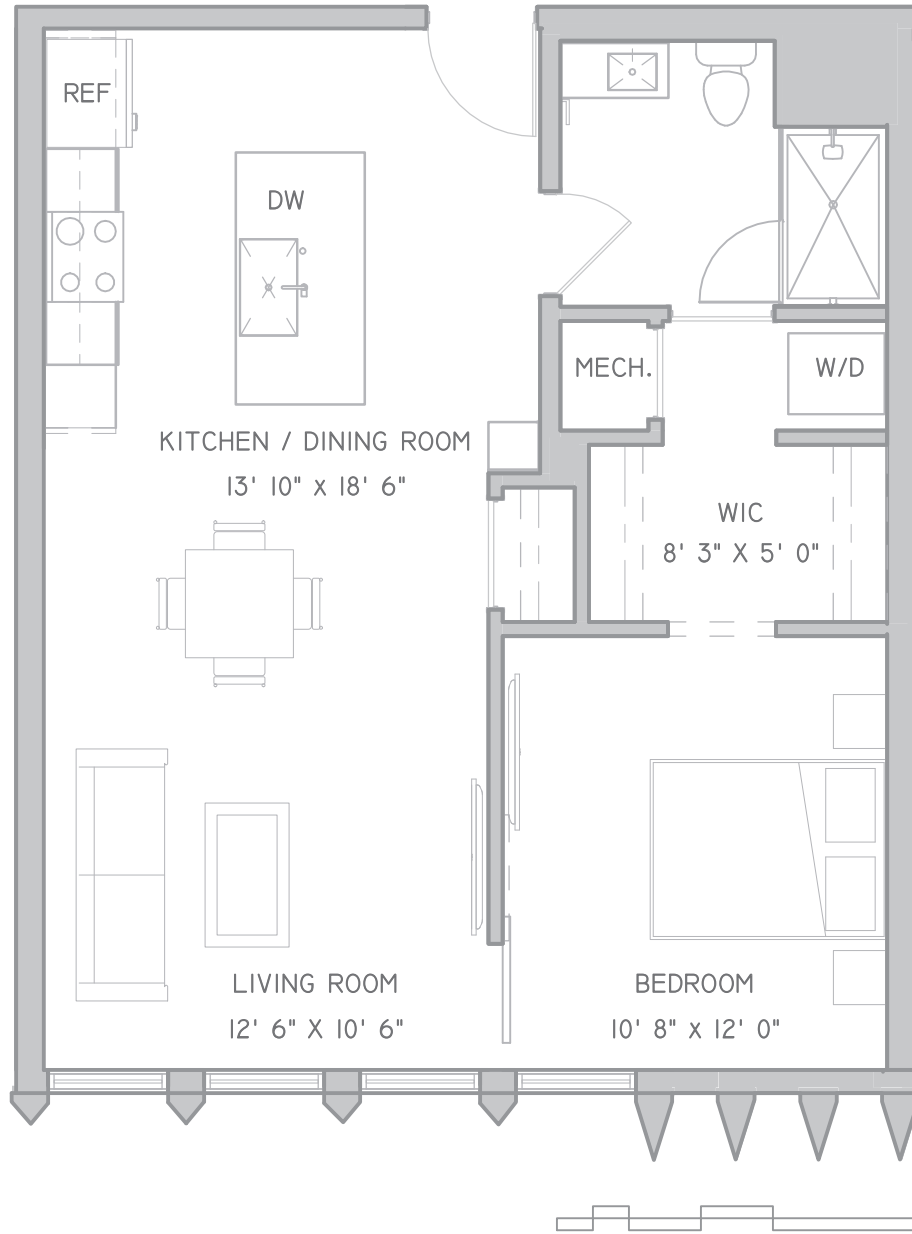 REF
DW
MECH.
W/D
KITCHEN / DINING ROOM
13' 10" X 18' 6"
WIC
8' 3" X 5' 0"
LIVING ROOM
12' 6" X 10' 6"
BEDROOM
10' 8" X 12' 0"